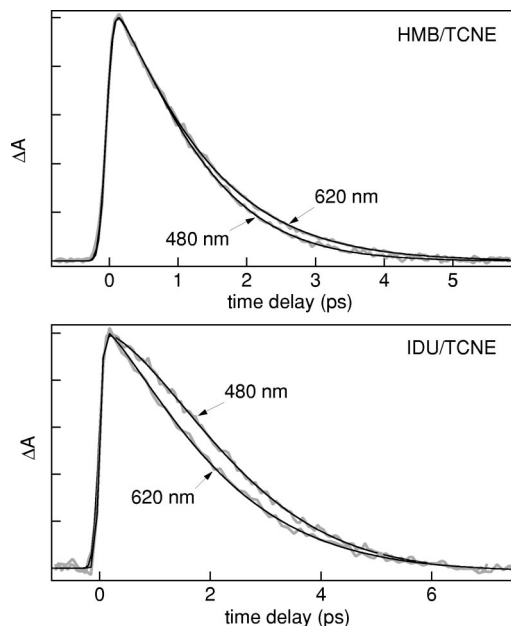 HMB/TCNE
ΔA
620 nm
480 nm
0 1 2 3 4 5
time delay (ps)
IDU/TCNE
ΔA
480 nm
620 nm
0 2 4 6
time delay (ps)